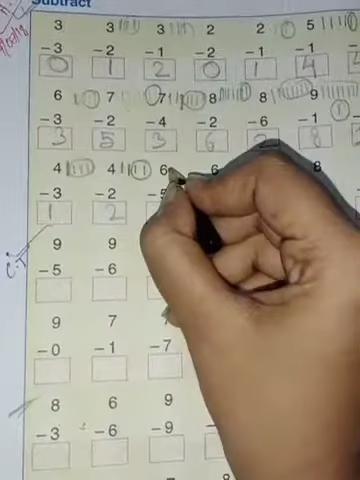 Subtract
3 3 3 2 2 5
-3 -2 -1 -2 -1 -1
0 1 2 0 1 4
6 7 7 8 8 9
-3 -2 -4 -2 -6 -1
3 5 3 6 2 8
4 4 6 6 8
-3 -2 -5
1 2
9 9
-5 -6
9 7
-0 -1 -7
8 6 9
-3 -6 -9